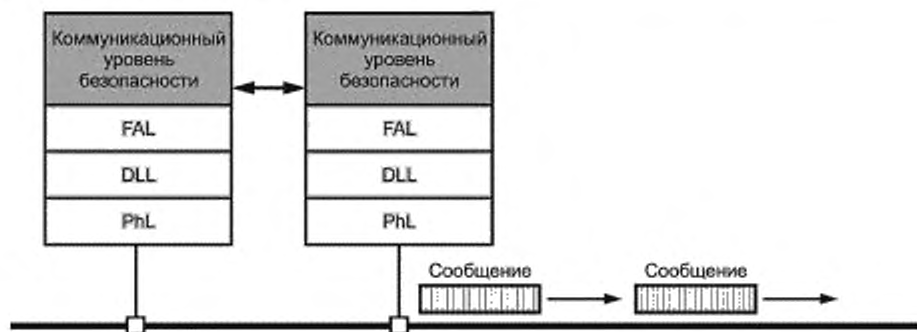 Коммуникационный
уровень
безопасности
FAL
DLL
PhL
Коммуникационный
уровень
безопасности
FAL
DLL
PhL
Сообщение
Сообщение